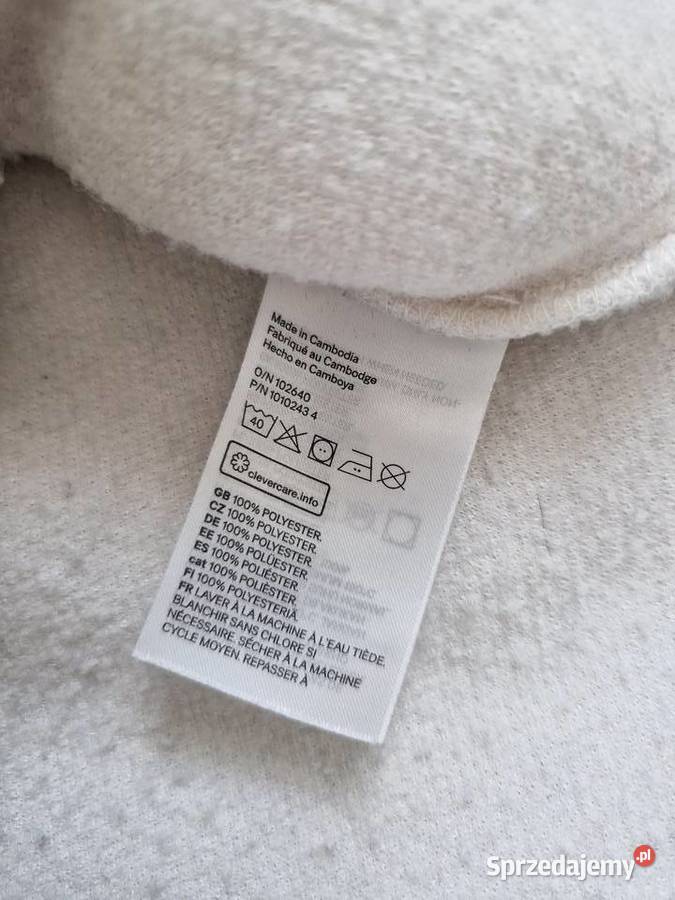 Made in Cambodia
Fabriqué au Cambodge
Hecho en Camboya
O/N 102640
P/N 1010243 4
40
clevercare.info
GB 100% POLYESTER.
CZ 100% POLYESTER.
DE 100% POLYESTER.
EE 100% POLÜESTER.
ES 100% POLIÉSTER.
cat 100% POLIÈSTER.
FI 100% POLYESTERIÄ.
FR LAVER À LA MACHINE À L'EAU TIÈDE.
BLANCHIR SANS CHLORE SI
NÉCESSAIRE. SÉCHER À LA MACHINE
CYCLE MOYEN. REPASSER À
Sprzedajemy.pl